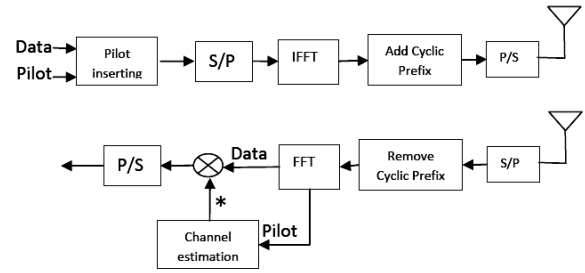 Data
Pilot
Pilot
inserting
S/P
IFFT
Add Cyclic
Prefix
P/S
P/S
Data
FFT
Remove
Cyclic Prefix
S/P
*
Pilot
Channel
estimation